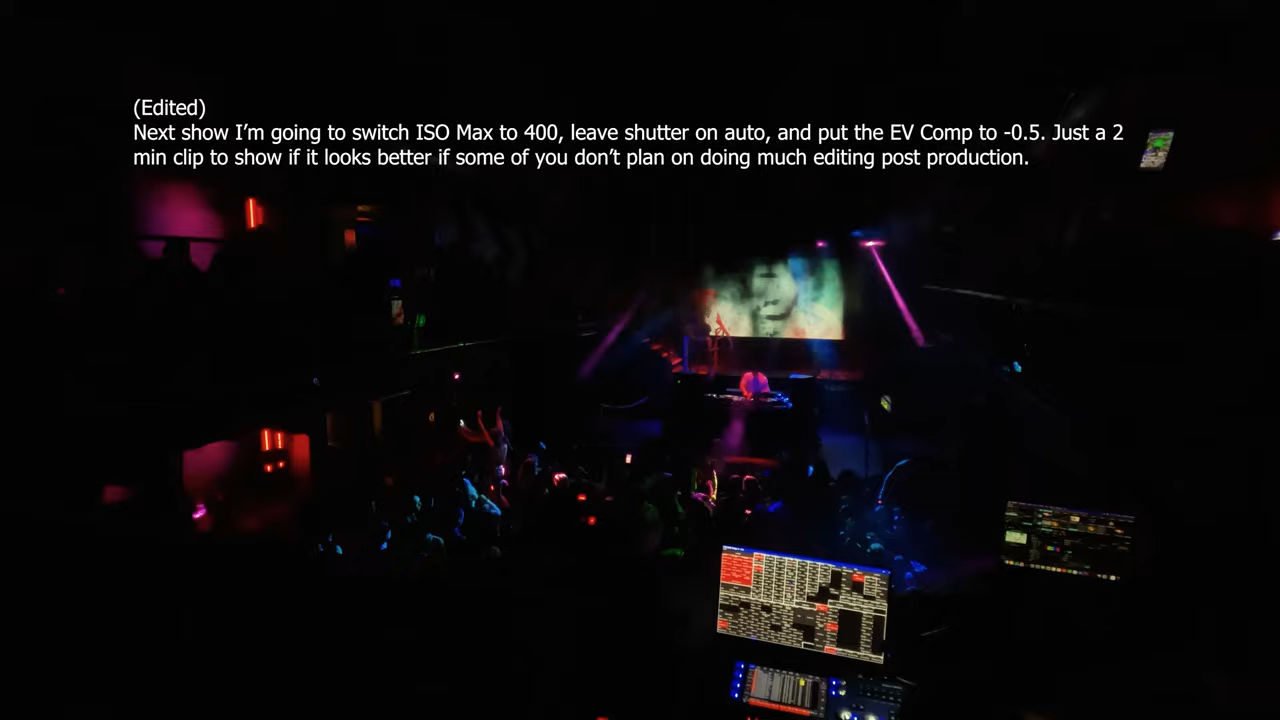 (Edited)
Next show I’m going to switch ISO Max to 400, leave shutter on auto, and put the EV Comp to -0.5. Just a 2
min clip to show if it looks better if some of you don’t plan on doing much editing post production.